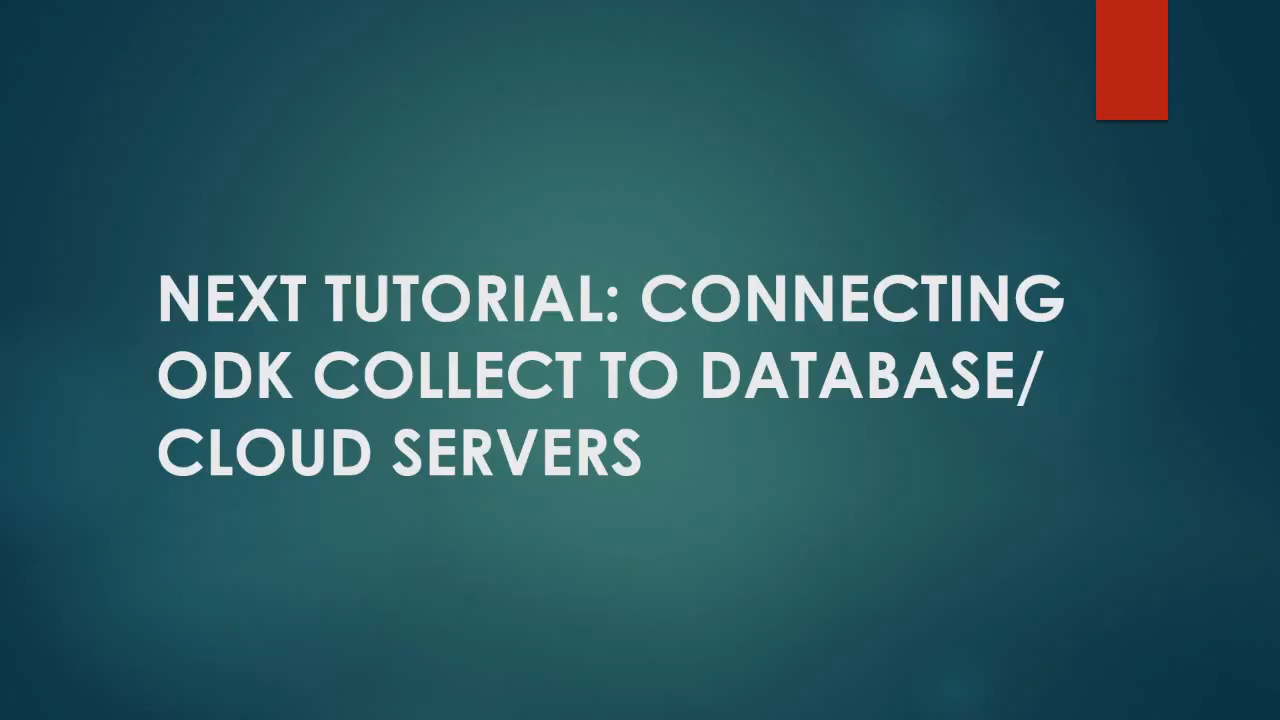 NEXT TUTORIAL: CONNECTING
ODK COLLECT TO DATABASE/
CLOUD SERVERS